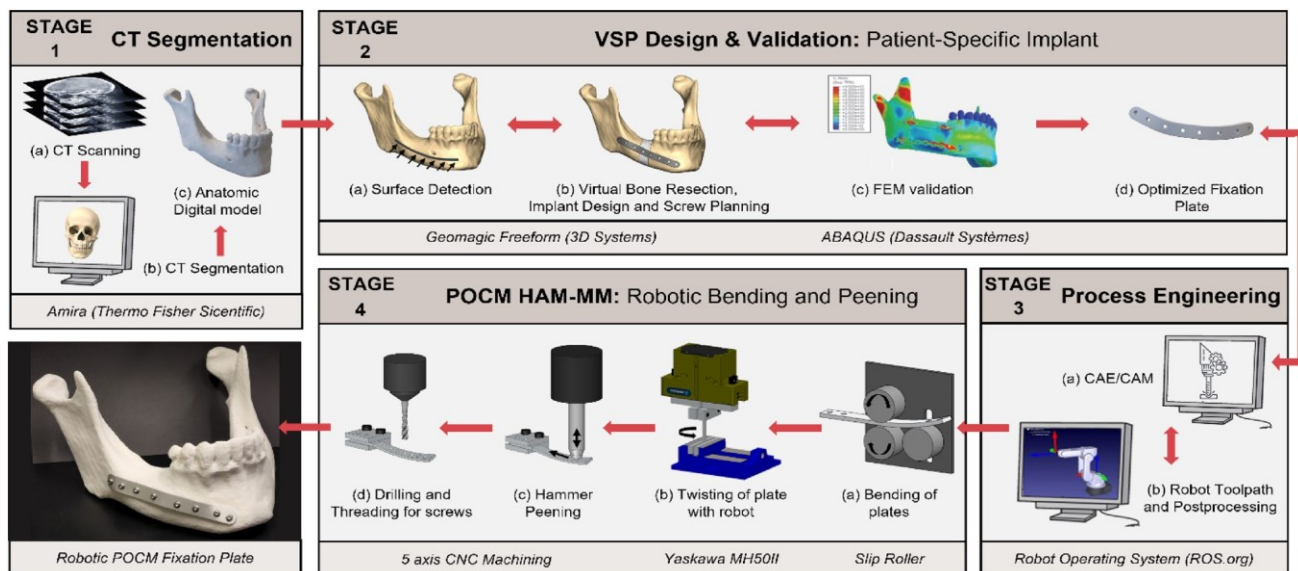 STAGE
1
CT Segmentation
(a) CT Scanning
(c) Anatomic
Digital model
(b) CT Segmentation
Amira (Thermo Fisher Sicentific)
STAGE
2
VSP Design & Validation: Patient-Specific Implant
(a) Surface Detection
(b) Virtual Bone Resection,
Implant Design and Screw Planning
(c) FEM validation
(d) Optimized Fixation
Plate
Geomagic Freeform (3D Systems)
ABAQUS (Dassault Systèmes)
STAGE
3
Process Engineering
(a) CAE/CAM
(b) Robot Toolpath
and Postprocessing
Robot Operating System (ROS.org)
STAGE
4
POCM HAM-MM: Robotic Bending and Peening
(d) Drilling and
Threading for screws
(c) Hammer
Peening
(b) Twisting of plate
with robot
(a) Bending of
plates
5 axis CNC Machining
Yaskawa MH50II
Slip Roller
Robotic POCM Fixation Plate